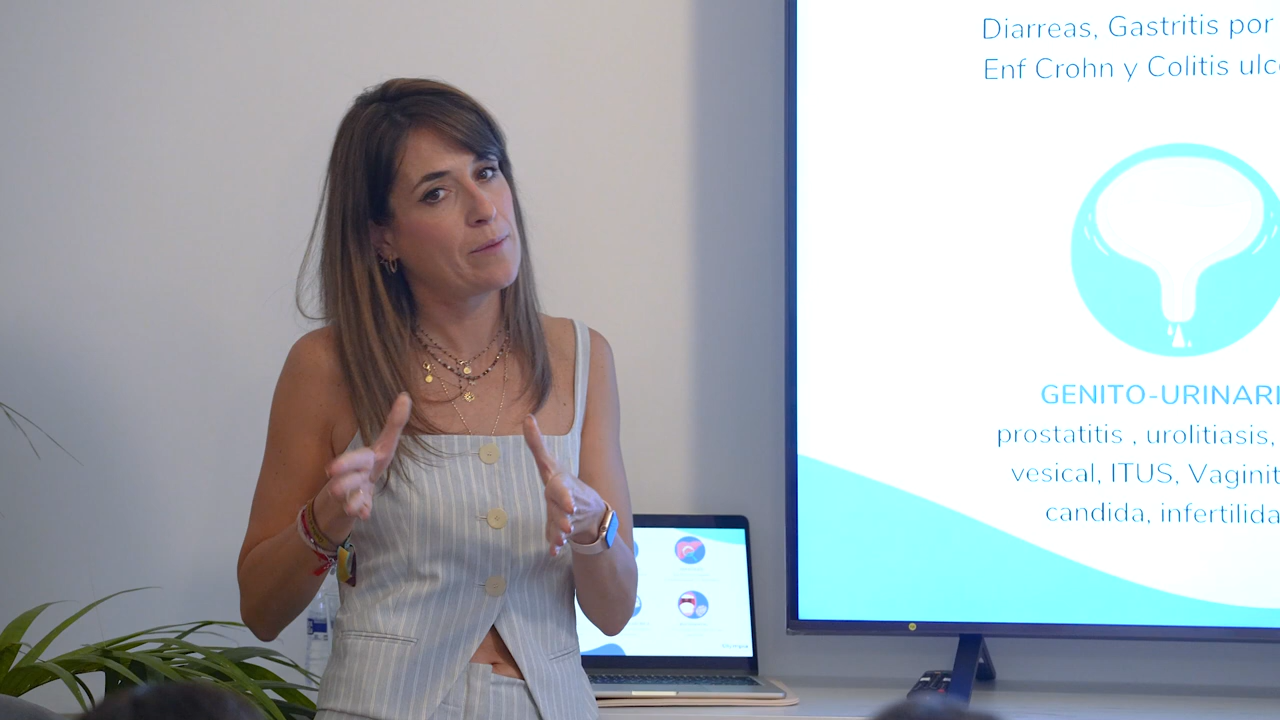 Diarreas, Gastritis por
Enf Crohn y Colitis ulc
GENITO-URINARI
prostatitis , urolitiasis,
vesical, ITUS, Vaginit
candida, infertilida